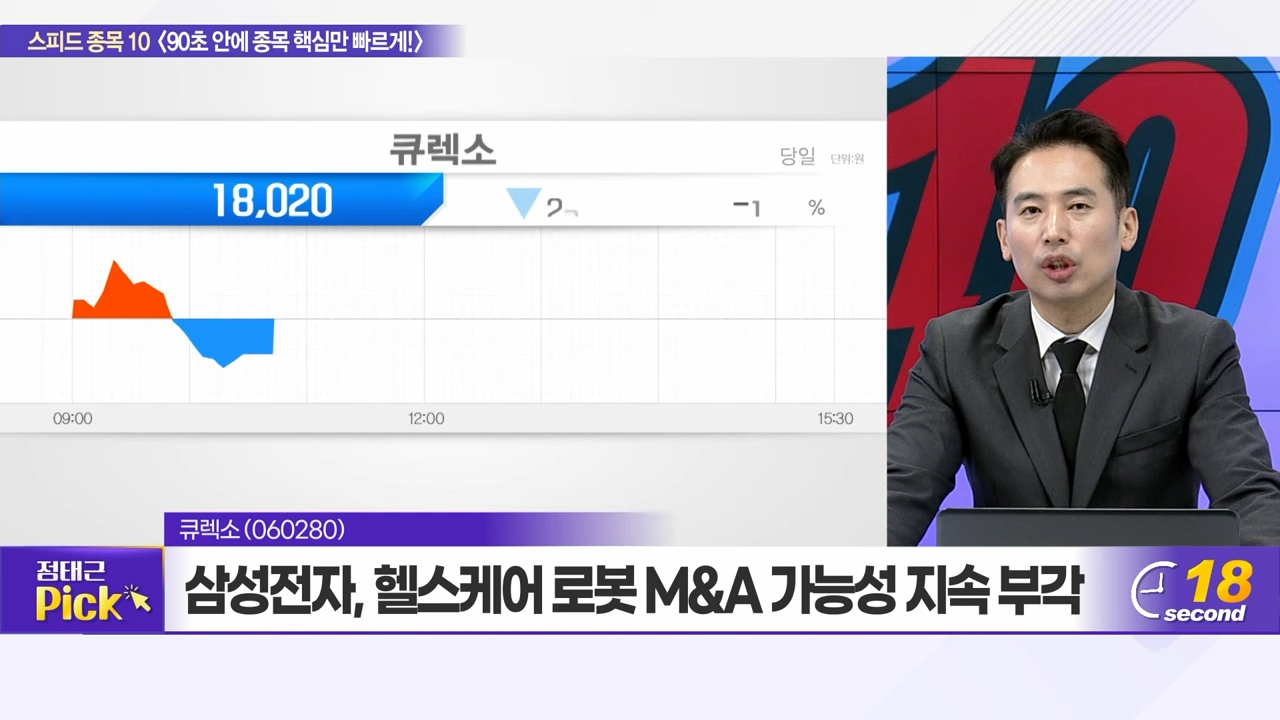 스피드 종목 10 <90초 안에 종목 핵심만 빠르게!>
큐렉소
당일 단위:원
18,020 ▼ -1 %
09:00 12:00 15:30
큐렉소(060280)
정태근
Pick
삼성전자, 헬스케어 로봇 M&A 가능성 지속 부각
18
second
10